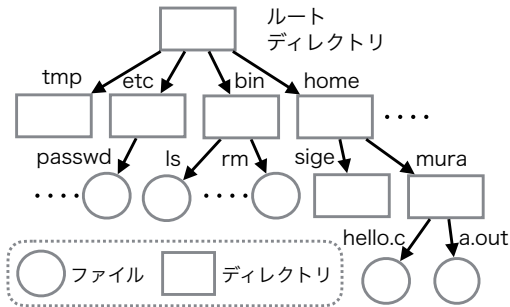 ルート
ディレクトリ
tmp
etc
bin
home
passwd
ls
rm
sige
mura
hello.c
a.out
ファイル
ディレクトリ